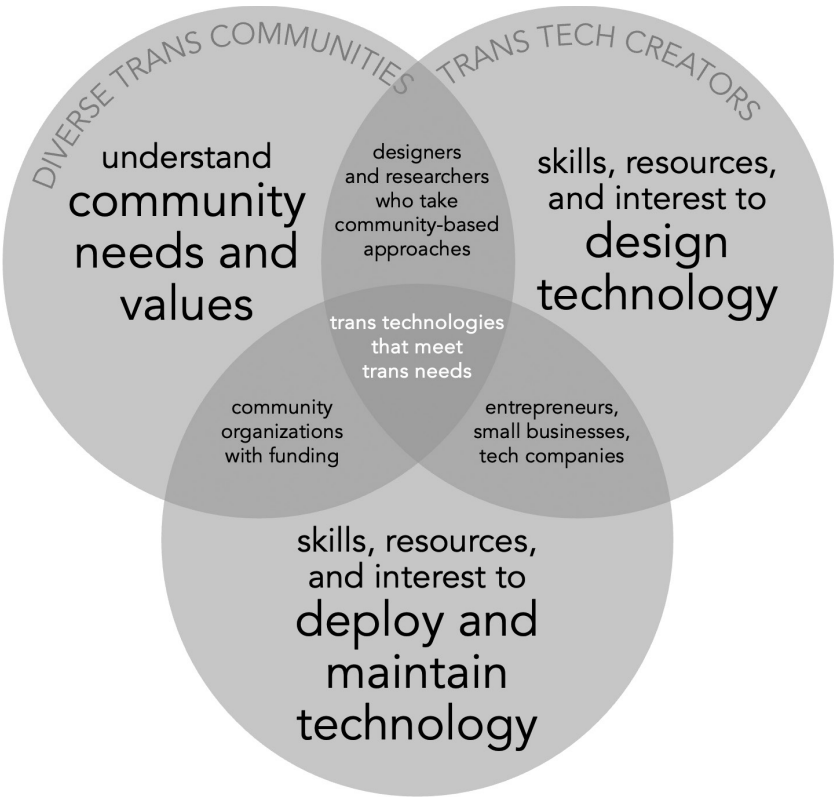 DIVERSE TRANS COMMUNITIES
TRANS TECH CREATORS
understand
community
needs and
values
designers
and researchers
who take
community-based
approaches
skills, resources,
and interest to
design
technology
trans technologies
that meet
trans needs
community
organizations
with funding
entrepreneurs,
small businesses,
tech companies
skills, resources,
and interest to
deploy and
maintain
technology